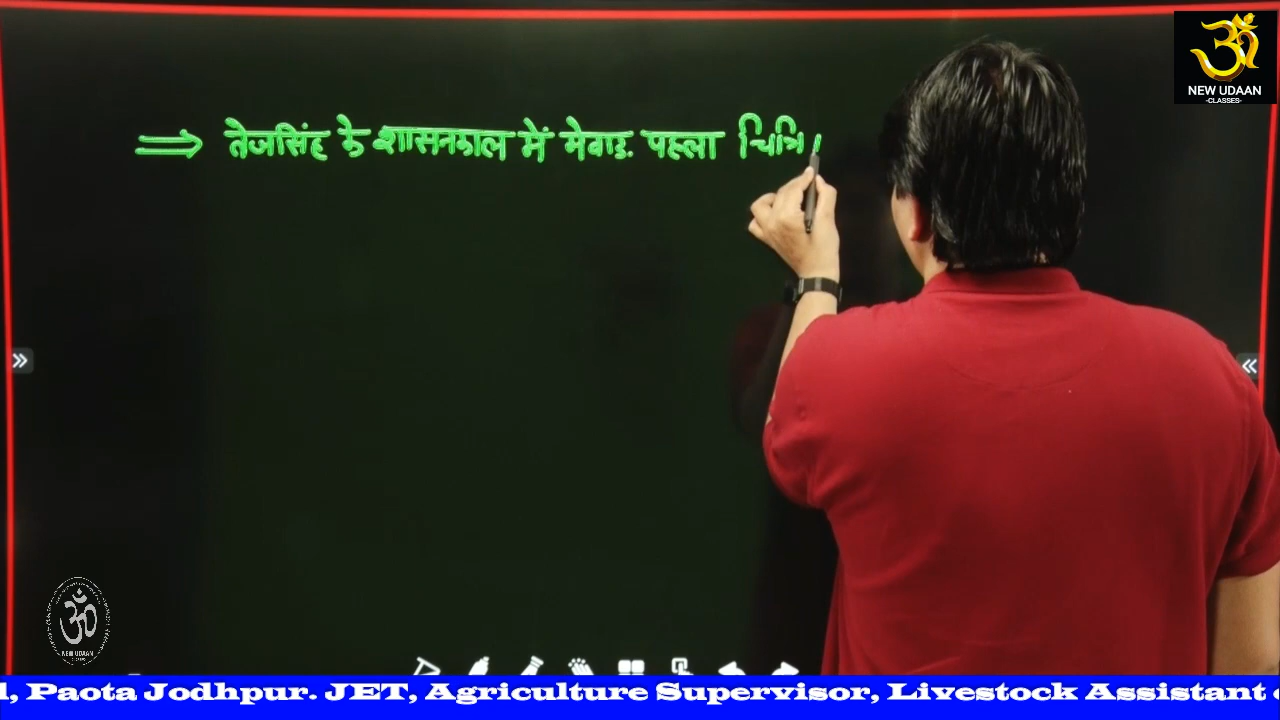 NEW UDAAN
-CLASSES-
⇒ तेजसिंह के शासनकाल में मेवाड़ पहला चित्रि
NEW UDAAN
l, Paota Jodhpur. JET, Agriculture Supervisor, Livestock Assistant